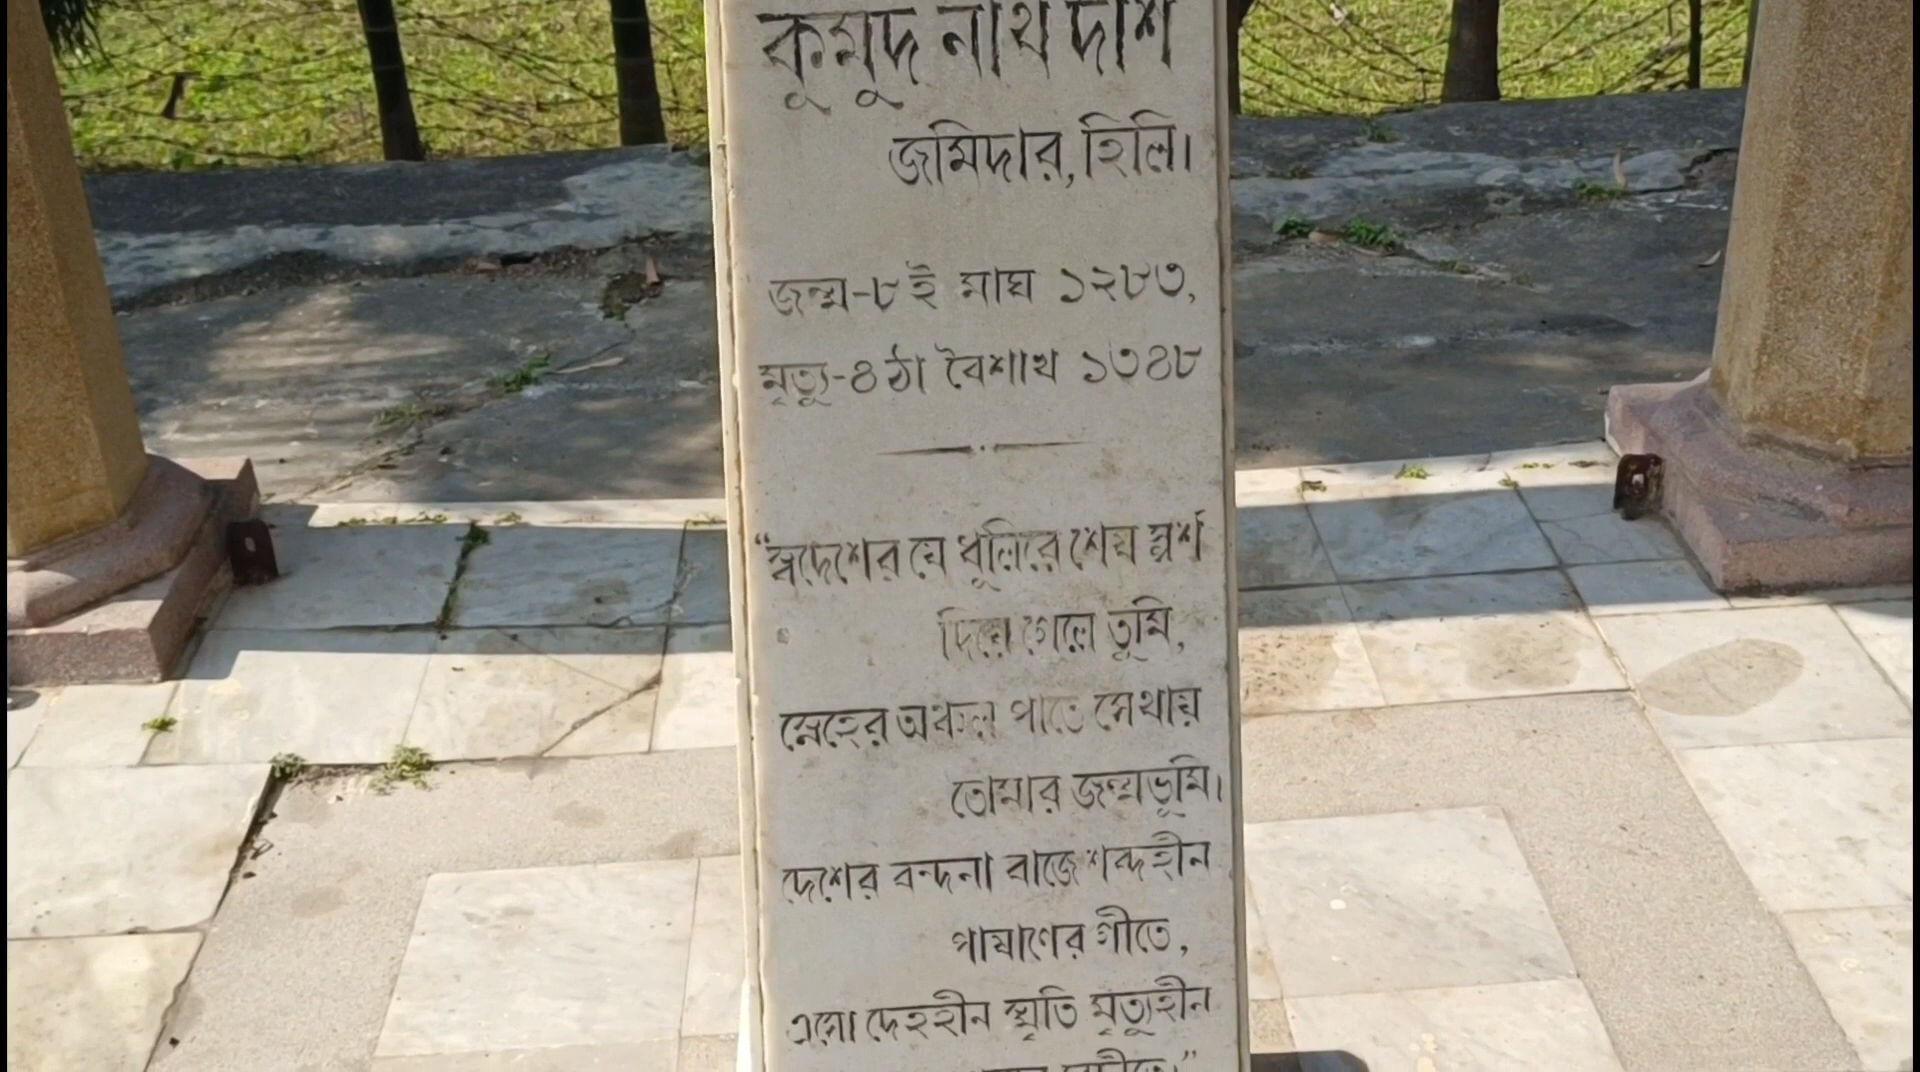 কুমুদ নাথ দাশ
জমিদার, হিলি।
জন্ম-৮ই মাঘ ১২৮৩,
মৃত্যু-৪ঠা বৈশাখ ১৩৪৮
“স্বদেশের যে ধূলিরে শেষ স্পর্শ
দিয়ে গেলে তুমি,
স্নেহের অঞ্চল পাতে সেথায়
তোমার জন্মভূমি।
দেশের বন্দনা বাজে শব্দহীন
পাষাণের গীতে,
এসো দেহহীন স্মৃতি মৃত্যুহীন